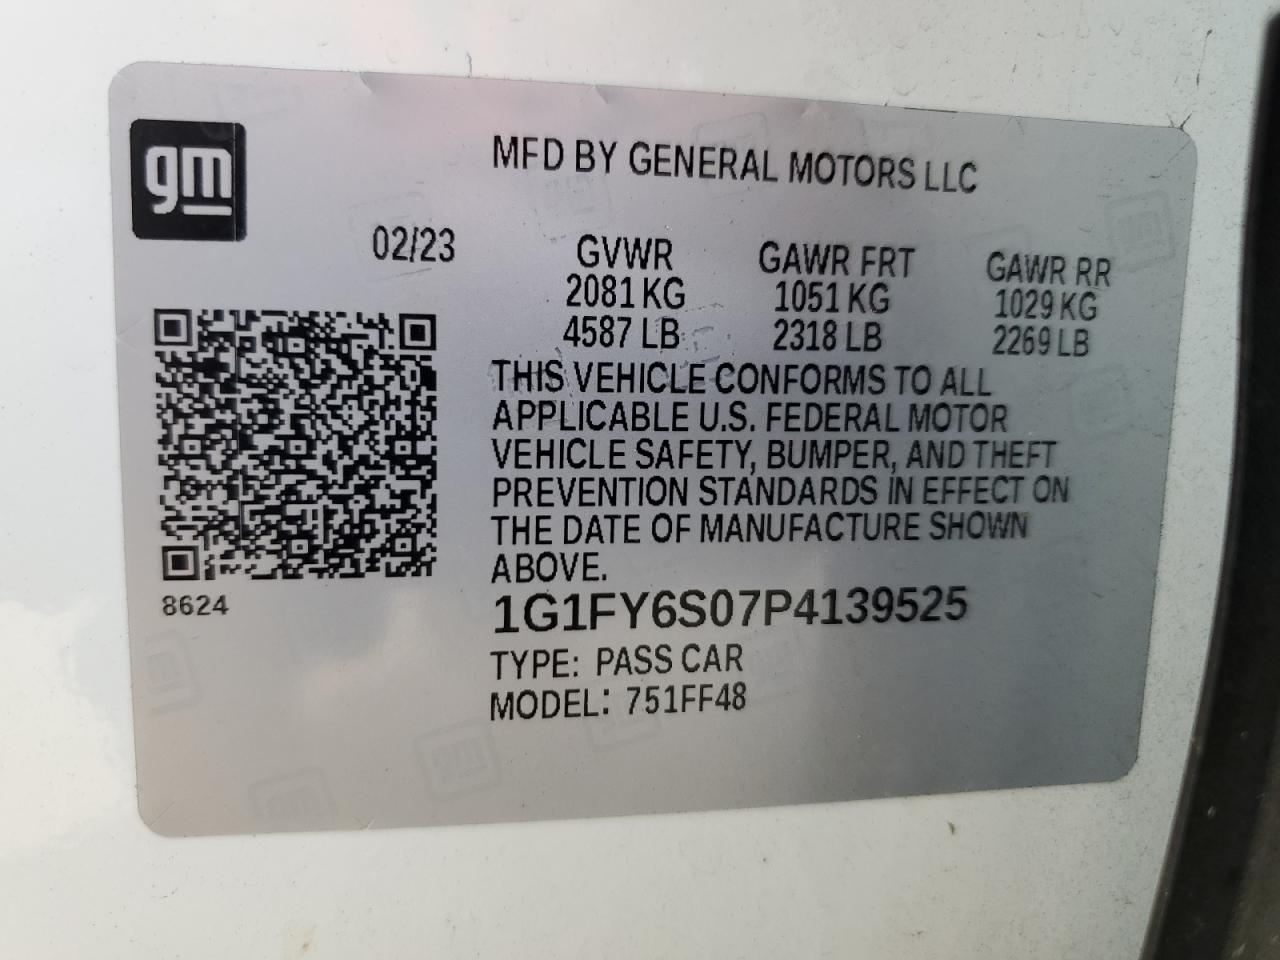 gm
MFD BY GENERAL MOTORS LLC
02/23
GVWR
2081 KG
4587 LB
GAWR FRT
1051 KG
2318 LB
GAWR RR
1029 KG
2269 LB
THIS VEHICLE CONFORMS TO ALL
APPLICABLE U.S. FEDERAL MOTOR
VEHICLE SAFETY, BUMPER, AND THEFT
PREVENTION STANDARDS IN EFFECT ON
THE DATE OF MANUFACTURE SHOWN
ABOVE.
8624
1G1FY6S07P4139525
TYPE: PASS CAR
MODEL: 751FF48